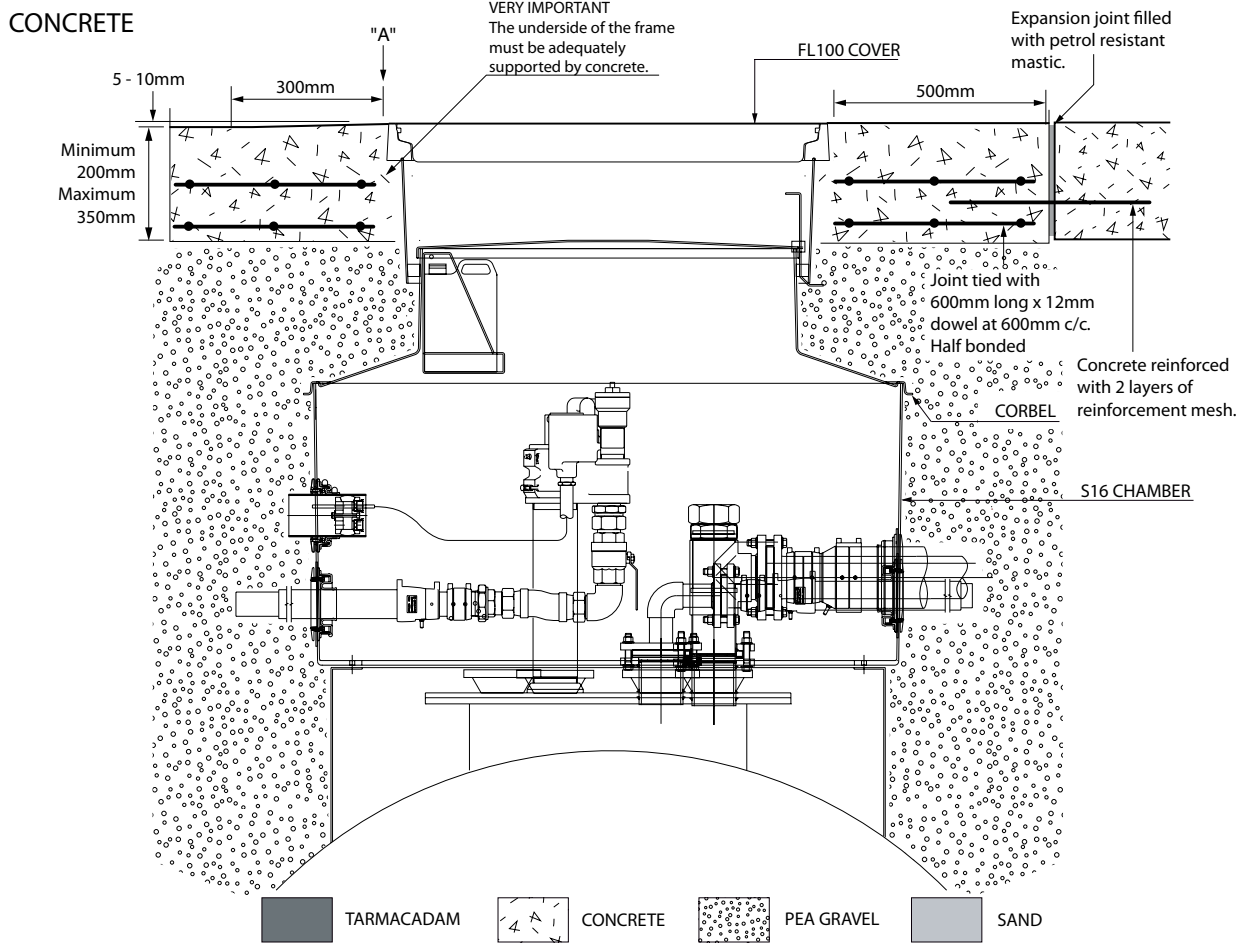 CONCRETE
"A"
VERY IMPORTANT
The underside of the frame
must be adequately
supported by concrete.
FL100 COVER
Expansion joint filled
with petrol resistant
mastic.
5 - 10mm
300mm
500mm
Minimum
200mm
Maximum
350mm
Joint tied with
600mm long x 12mm
dowel at 600mm c/c.
Half bonded
Concrete reinforced
with 2 layers of
reinforcement mesh.
CORBEL
S16 CHAMBER
TARMACADAM
CONCRETE
PEA GRAVEL
SAND